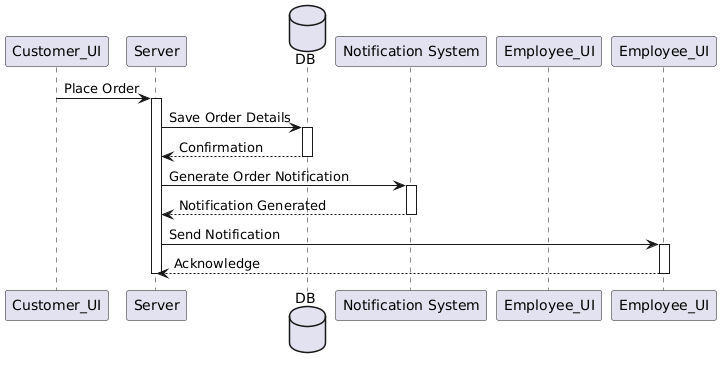 Customer_UI
Server
DB
Notification System
Employee_UI
Employee_UI
Place Order
Save Order Details
Confirmation
Generate Order Notification
Notification Generated
Send Notification
Acknowledge
Customer_UI
Server
DB
Notification System
Employee_UI
Employee_UI